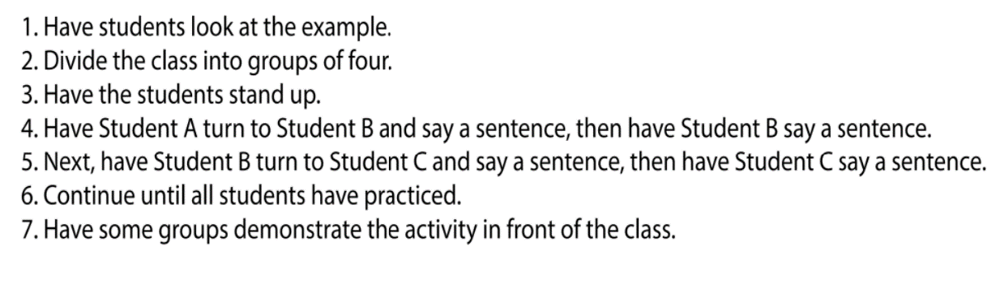 1. Have students look at the example.
2. Divide the class into groups of four.
3. Have the students stand up.
4. Have Student A turn to Student B and say a sentence, then have Student B say a sentence.
5. Next, have Student B turn to Student C and say a sentence, then have Student C say a sentence.
6. Continue until all students have practiced.
7. Have some groups demonstrate the activity in front of the class.